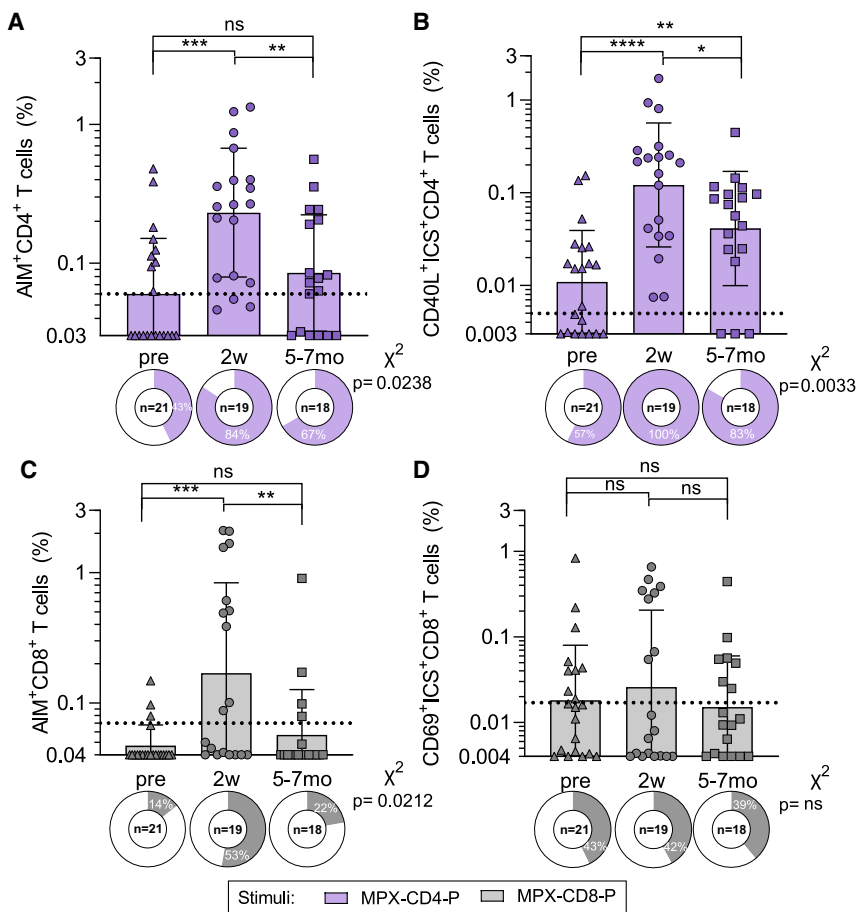 A
ns
***
**
AIM⁺CD4⁺ T cells (%)
3
1
0.1
0.03
pre
2w
5-7mo
χ²
p= 0.0238
n=21
43%
n=19
84%
n=18
67%
B
**
****
*
CD40L⁺ICS⁺CD4⁺ T cells (%)
3
1
0.1
0.01
0.003
pre
2w
5-7mo
χ²
p= 0.0033
n=21
57%
n=19
100%
n=18
83%
C
ns
***
**
AIM⁺CD8⁺ T cells (%)
3
1
0.1
0.04
pre
2w
5-7mo
χ²
p= 0.0212
n=21
14%
n=19
53%
n=18
22%
D
ns
ns
ns
CD69⁺ICS⁺CD8⁺ T cells (%)
3
1
0.1
0.01
0.004
pre
2w
5-7mo
χ²
p= ns
n=21
43%
n=19
42%
n=18
39%
Stimuli: MPX-CD4-P MPX-CD8-P